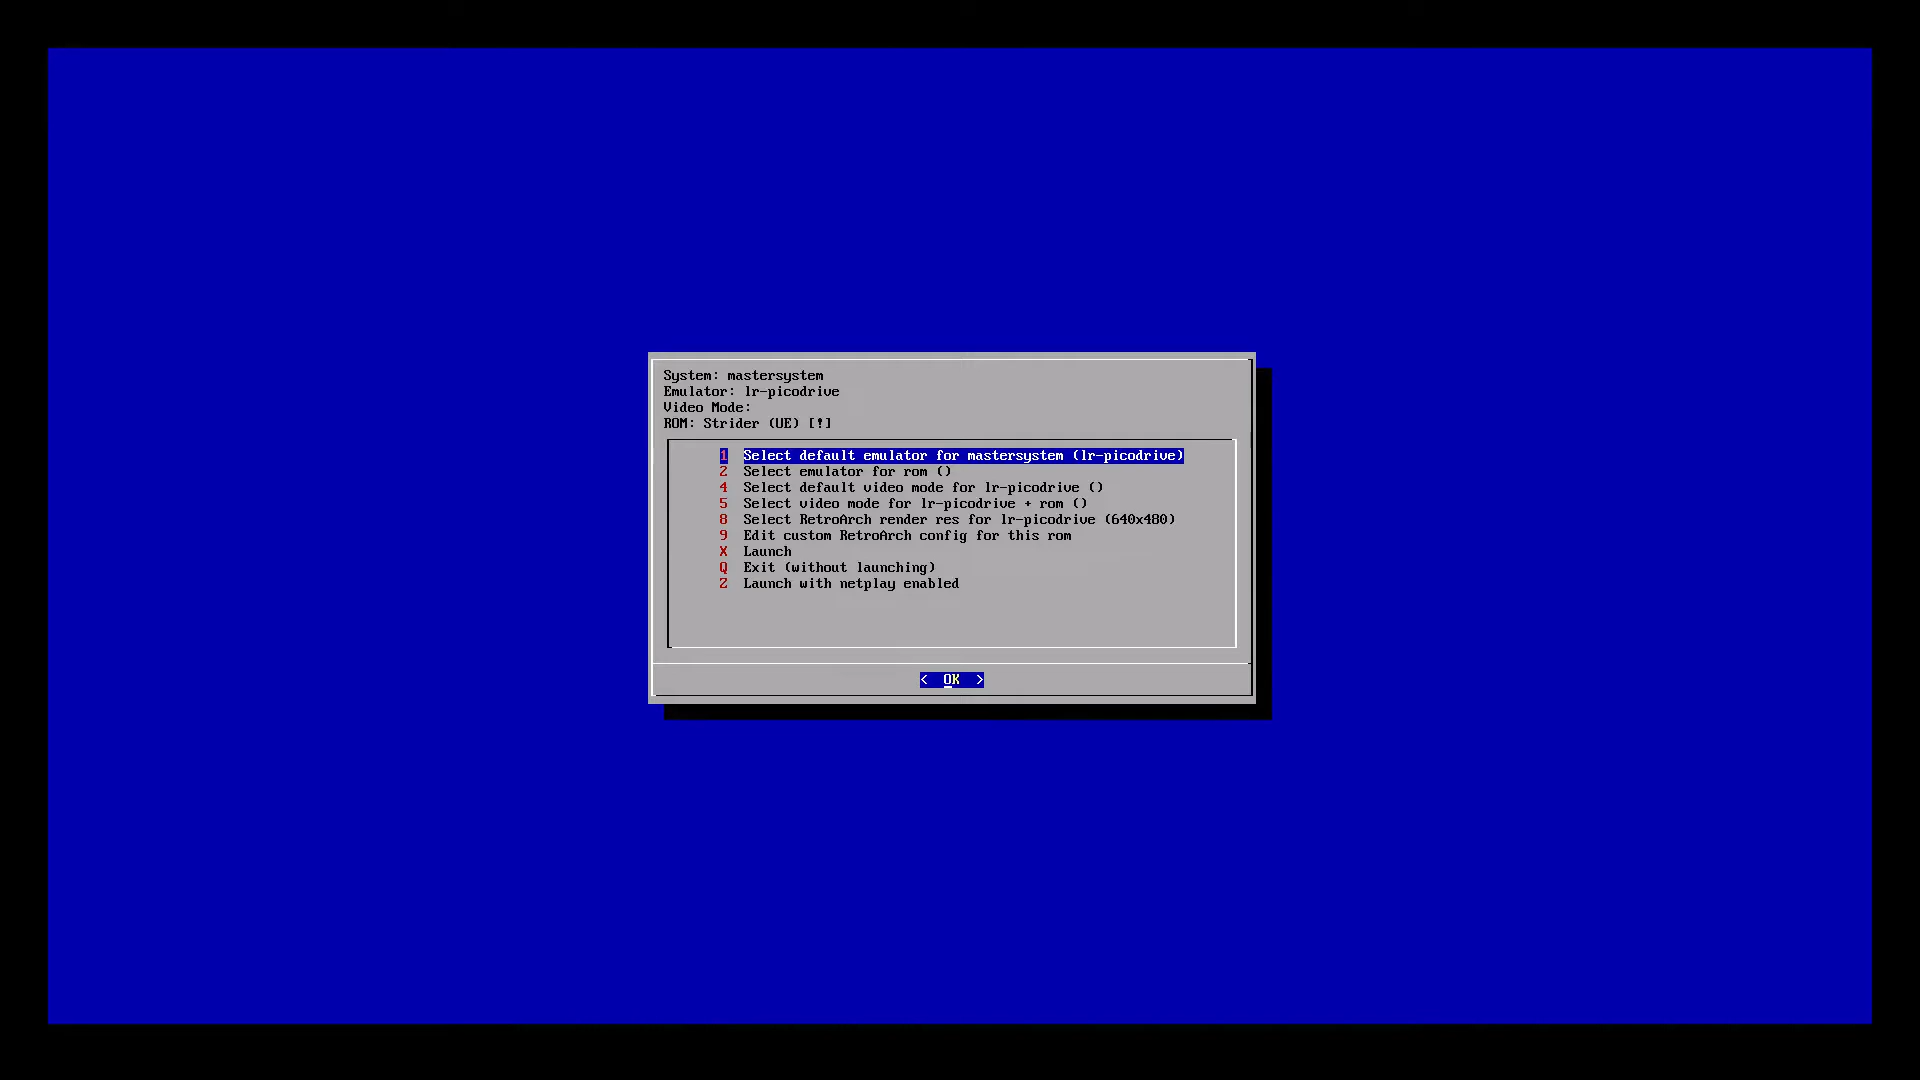 System: mastersystem
Emulator: lr-picodrive
Video Mode:
ROM: Strider (UE) [!]
1 Select default emulator for mastersystem (lr-picodrive)
2 Select emulator for rom ()
4 Select default video mode for lr-picodrive ()
5 Select video mode for lr-picodrive + rom ()
8 Select RetroArch render res for lr-picodrive (640x480)
9 Edit custom RetroArch config for this rom
X Launch
Q Exit (without launching)
Z Launch with netplay enabled
< OK >